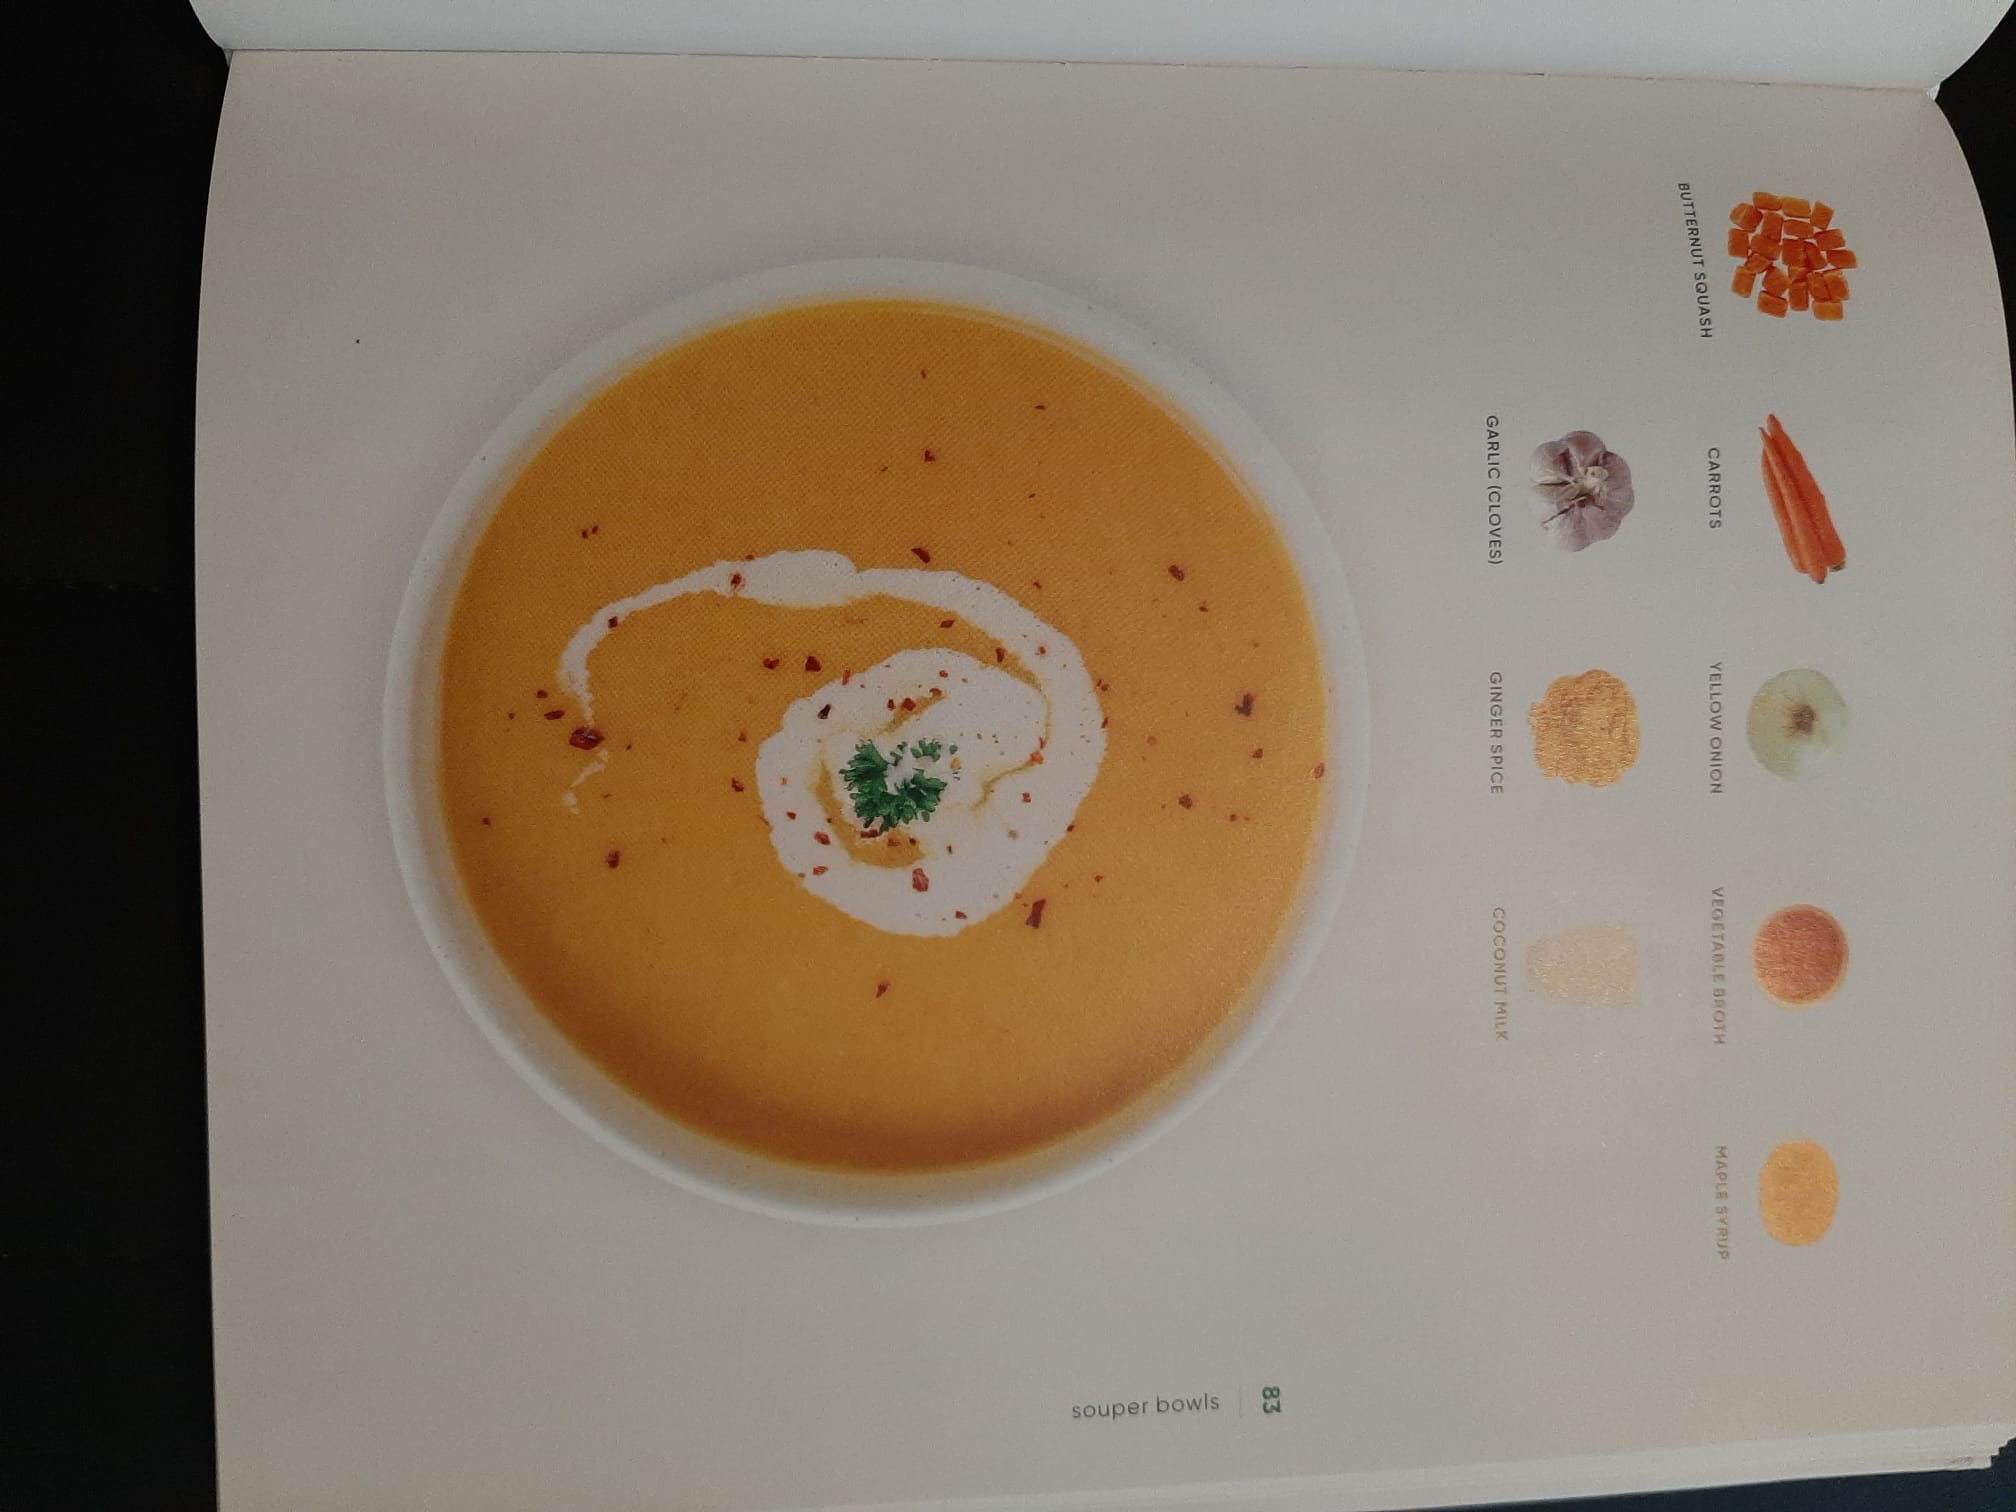 BUTTERNUT SQUASH
CARROTS
YELLOW ONION
VEGETABLE BROTH
MAPLE SYRUP
GARLIC (CLOVES)
GINGER SPICE
COCONUT MILK
souper bowls | 83